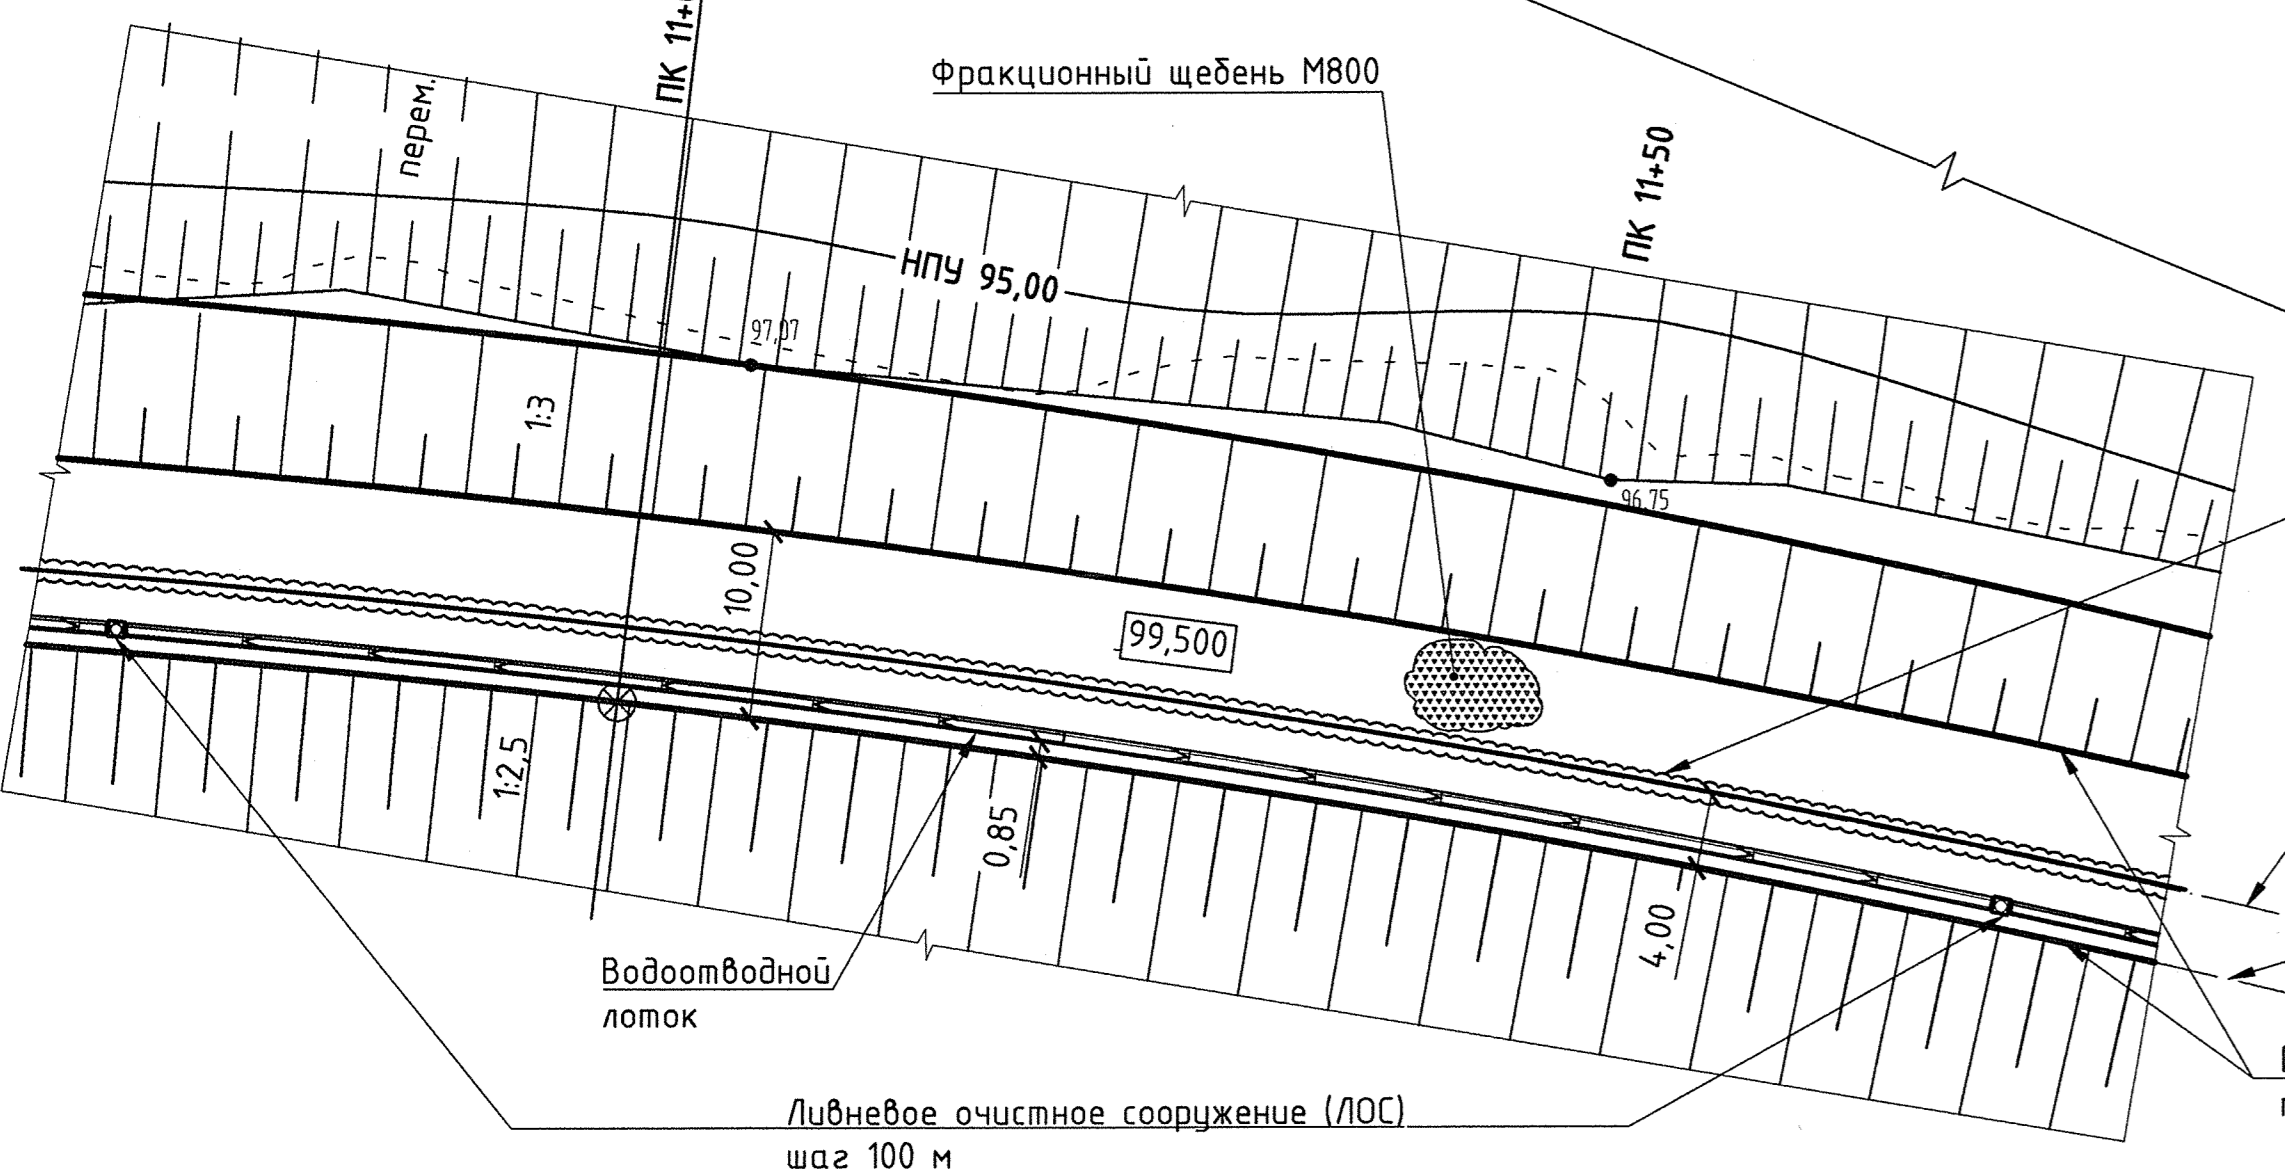 ПК 11+
Фракционный щебень М800
перем.
ПК 11+50
НПУ 95,00
97,07
1:3
96,75
10,00
99,500
1:2,5
0,85
4,00
Водоотводной
лоток
Ливневое очистное сооружение (ЛОС)
шаг 100 м